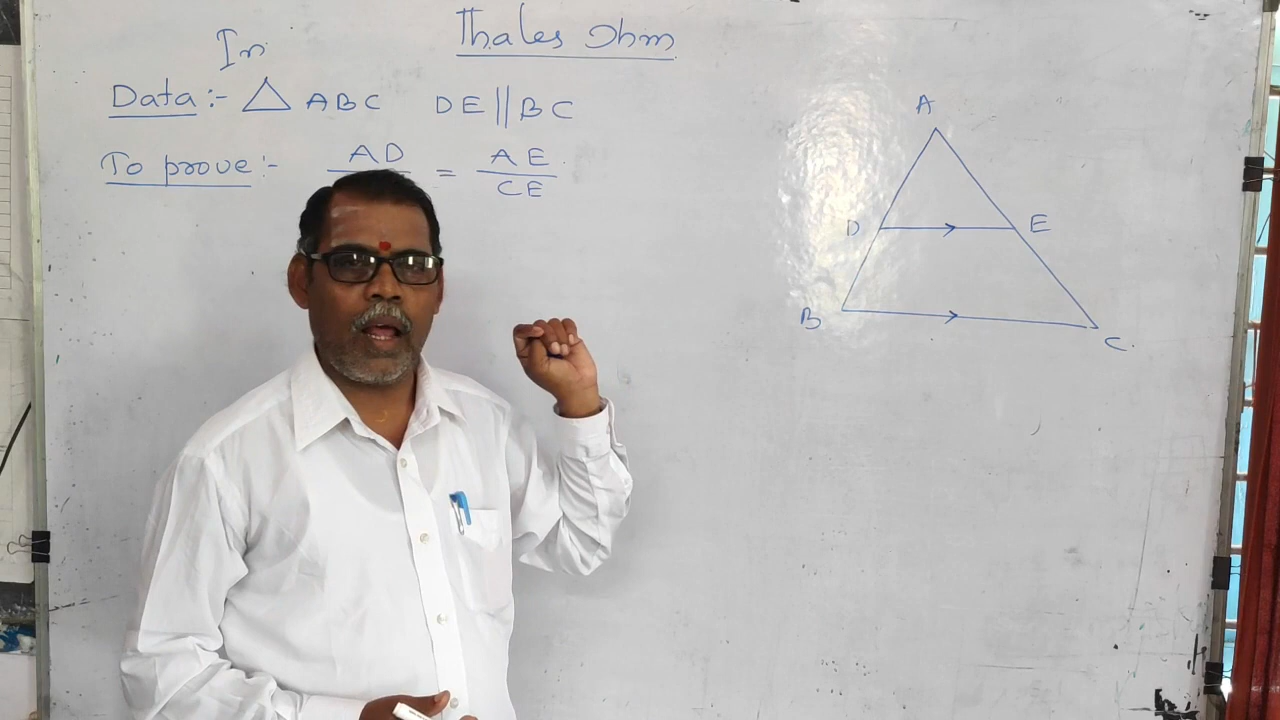 Thales Thm
In
Data:- △ ABC DE || BC
To prove:- AD/ = AE/CE
A
D E
B
C